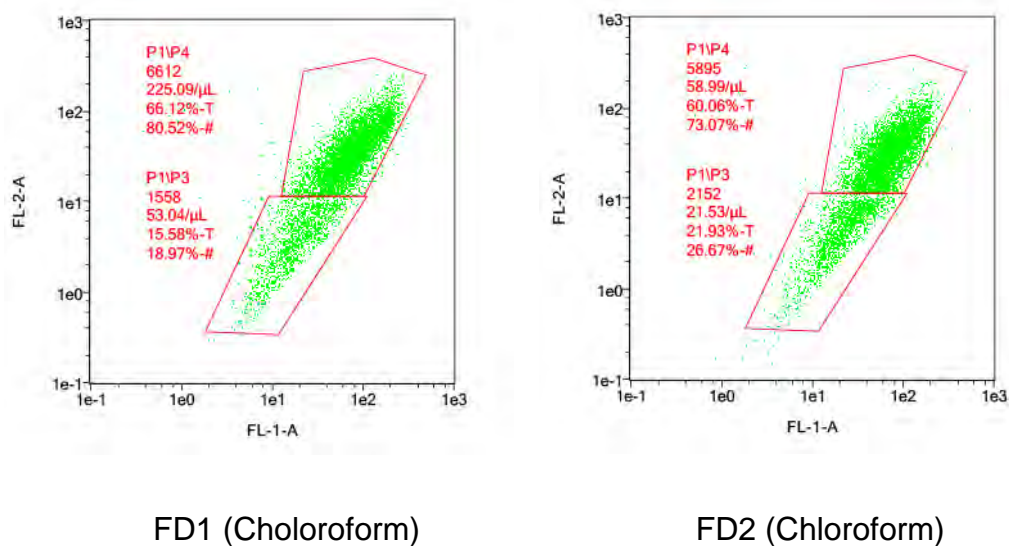 1e3
1e2
1e1
1e0
1e-1
FL-2-A
P1\P4
6612
225.09/µL
66.12%-T
80.52%-#
P1\P3
1558
53.04/µL
15.58%-T
18.97%-#
1e-1 1e0 1e1 1e2 1e3
FL-1-A
1e3
1e2
1e1
1e0
1e-1
FL-2-A
P1\P4
5895
58.99/µL
60.06%-T
73.07%-#
P1\P3
2152
21.53/µL
21.93%-T
26.67%-#
1e-1 1e0 1e1 1e2 1e3
FL-1-A
FD1 (Choloroform)
FD2 (Chloroform)